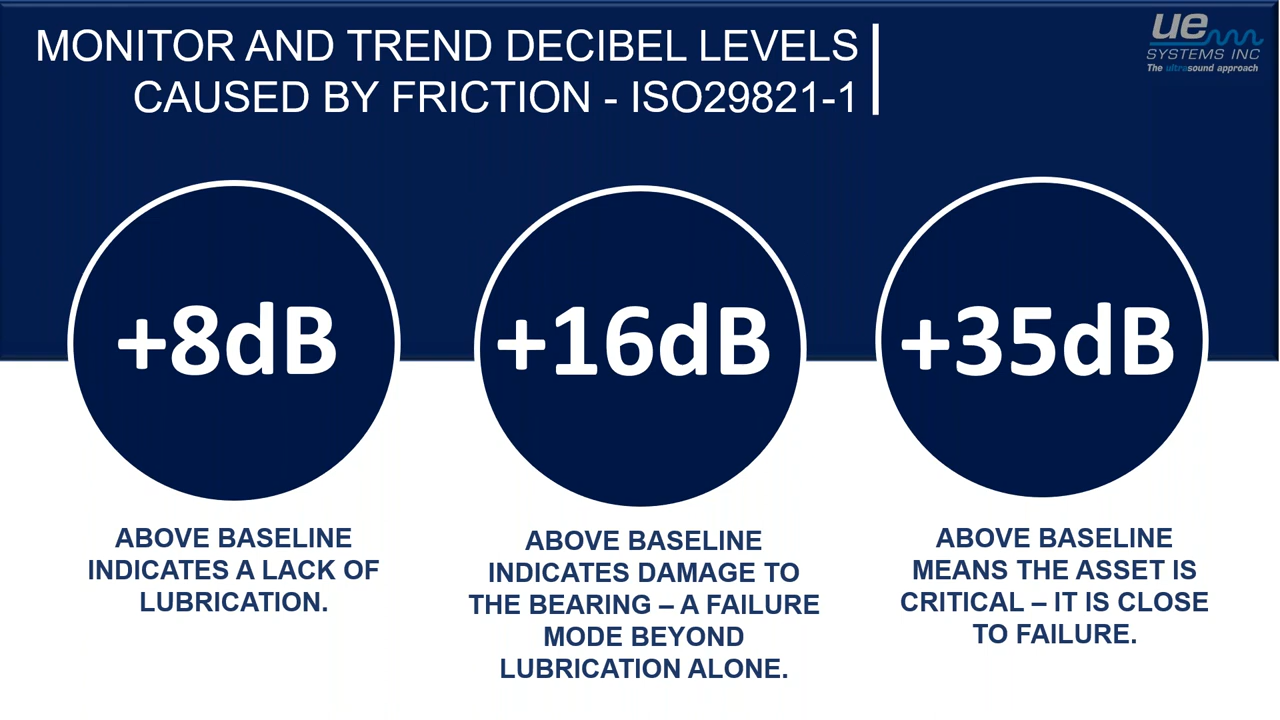 MONITOR AND TREND DECIBEL LEVELS
CAUSED BY FRICTION - ISO29821-1
ue
SYSTEMS INC
The ultrasound approach
+8dB
ABOVE BASELINE
INDICATES A LACK OF
LUBRICATION.
+16dB
ABOVE BASELINE
INDICATES DAMAGE TO
THE BEARING – A FAILURE
MODE BEYOND
LUBRICATION ALONE.
+35dB
ABOVE BASELINE
MEANS THE ASSET IS
CRITICAL – IT IS CLOSE
TO FAILURE.